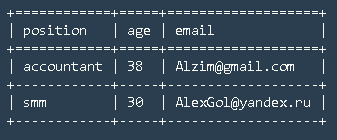 +============+=====+===================+
| position   | age | email             |
+============+=====+===================+
| accountant | 38  | Alzim@gmail.com   |
+------------+-----+-------------------+
| smm        | 30  | AlexGol@yandex.ru |
+------------+-----+-------------------+